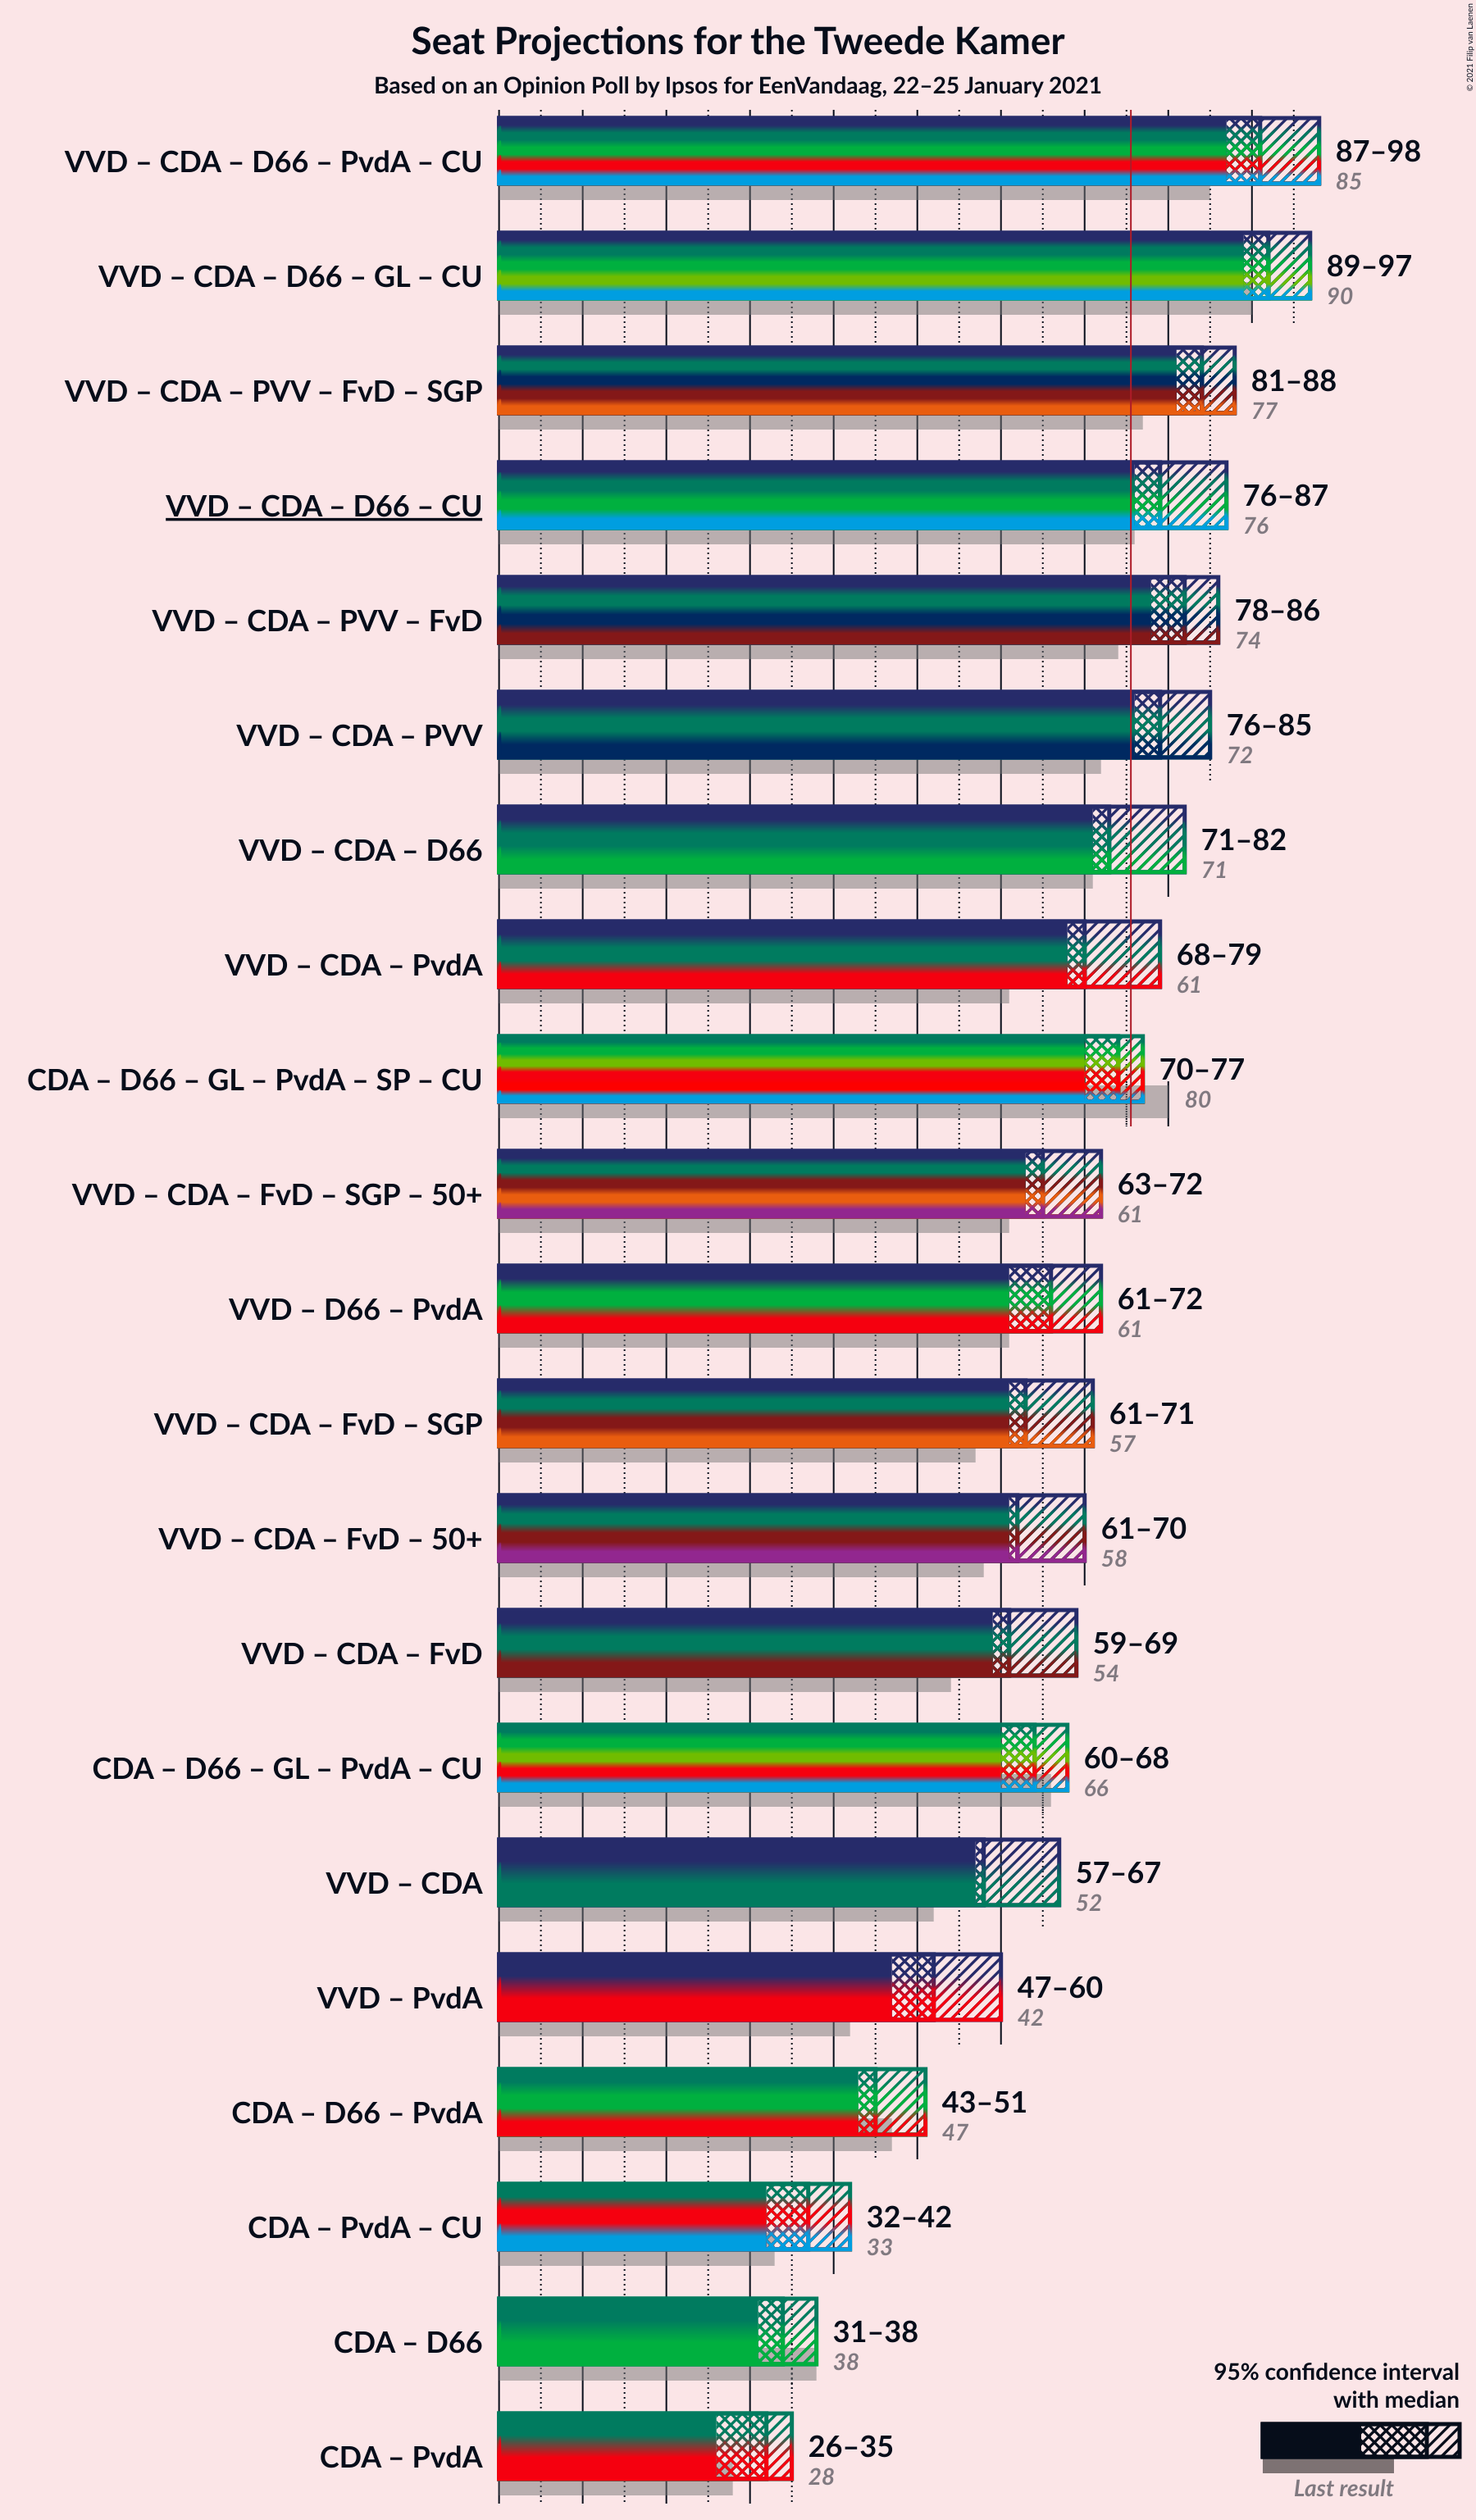 Seat Projections for the Tweede Kamer
Based on an Opinion Poll by Ipsos for EenVandaag, 22–25 January 2021
© 2021 Filip van Laenen
VVD – CDA – D66 – PvdA – CU
87–98
85
VVD – CDA – D66 – GL – CU
89–97
90
VVD – CDA – PVV – FvD – SGP
81–88
77
VVD – CDA – D66 – CU
76–87
76
VVD – CDA – PVV – FvD
78–86
74
VVD – CDA – PVV
76–85
72
VVD – CDA – D66
71–82
71
VVD – CDA – PvdA
68–79
61
CDA – D66 – GL – PvdA – SP – CU
70–77
80
VVD – CDA – FvD – SGP – 50+
63–72
61
VVD – D66 – PvdA
61–72
61
VVD – CDA – FvD – SGP
61–71
57
VVD – CDA – FvD – 50+
61–70
58
VVD – CDA – FvD
59–69
54
CDA – D66 – GL – PvdA – CU
60–68
66
VVD – CDA
57–67
52
VVD – PvdA
47–60
42
CDA – D66 – PvdA
43–51
47
CDA – PvdA – CU
32–42
33
CDA – D66
31–38
38
CDA – PvdA
26–35
28
95% confidence interval
with median
Last result